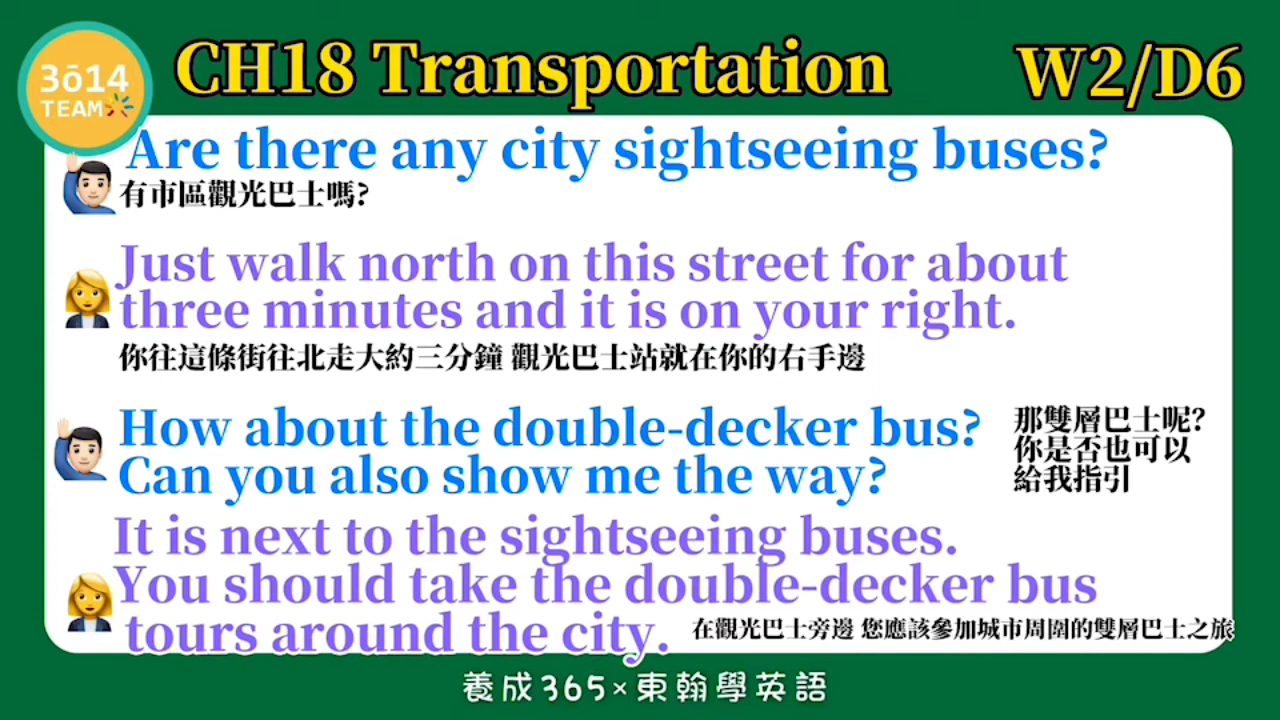 3ō14
TEAM
CH18 Transportation
W2/D6
Are there any city sightseeing buses?
有市區觀光巴士嗎?
Just walk north on this street for about
three minutes and it is on your right.
你往這條街往北走大約三分鐘 觀光巴士站就在你的右手邊
How about the double-decker bus?
Can you also show me the way?
那雙層巴士呢?
你是否也可以
給我指引
It is next to the sightseeing buses.
You should take the double-decker bus
tours around the city.
在觀光巴士旁邊 您應該參加城市周圍的雙層巴士之旅
養成365×東翰學英語